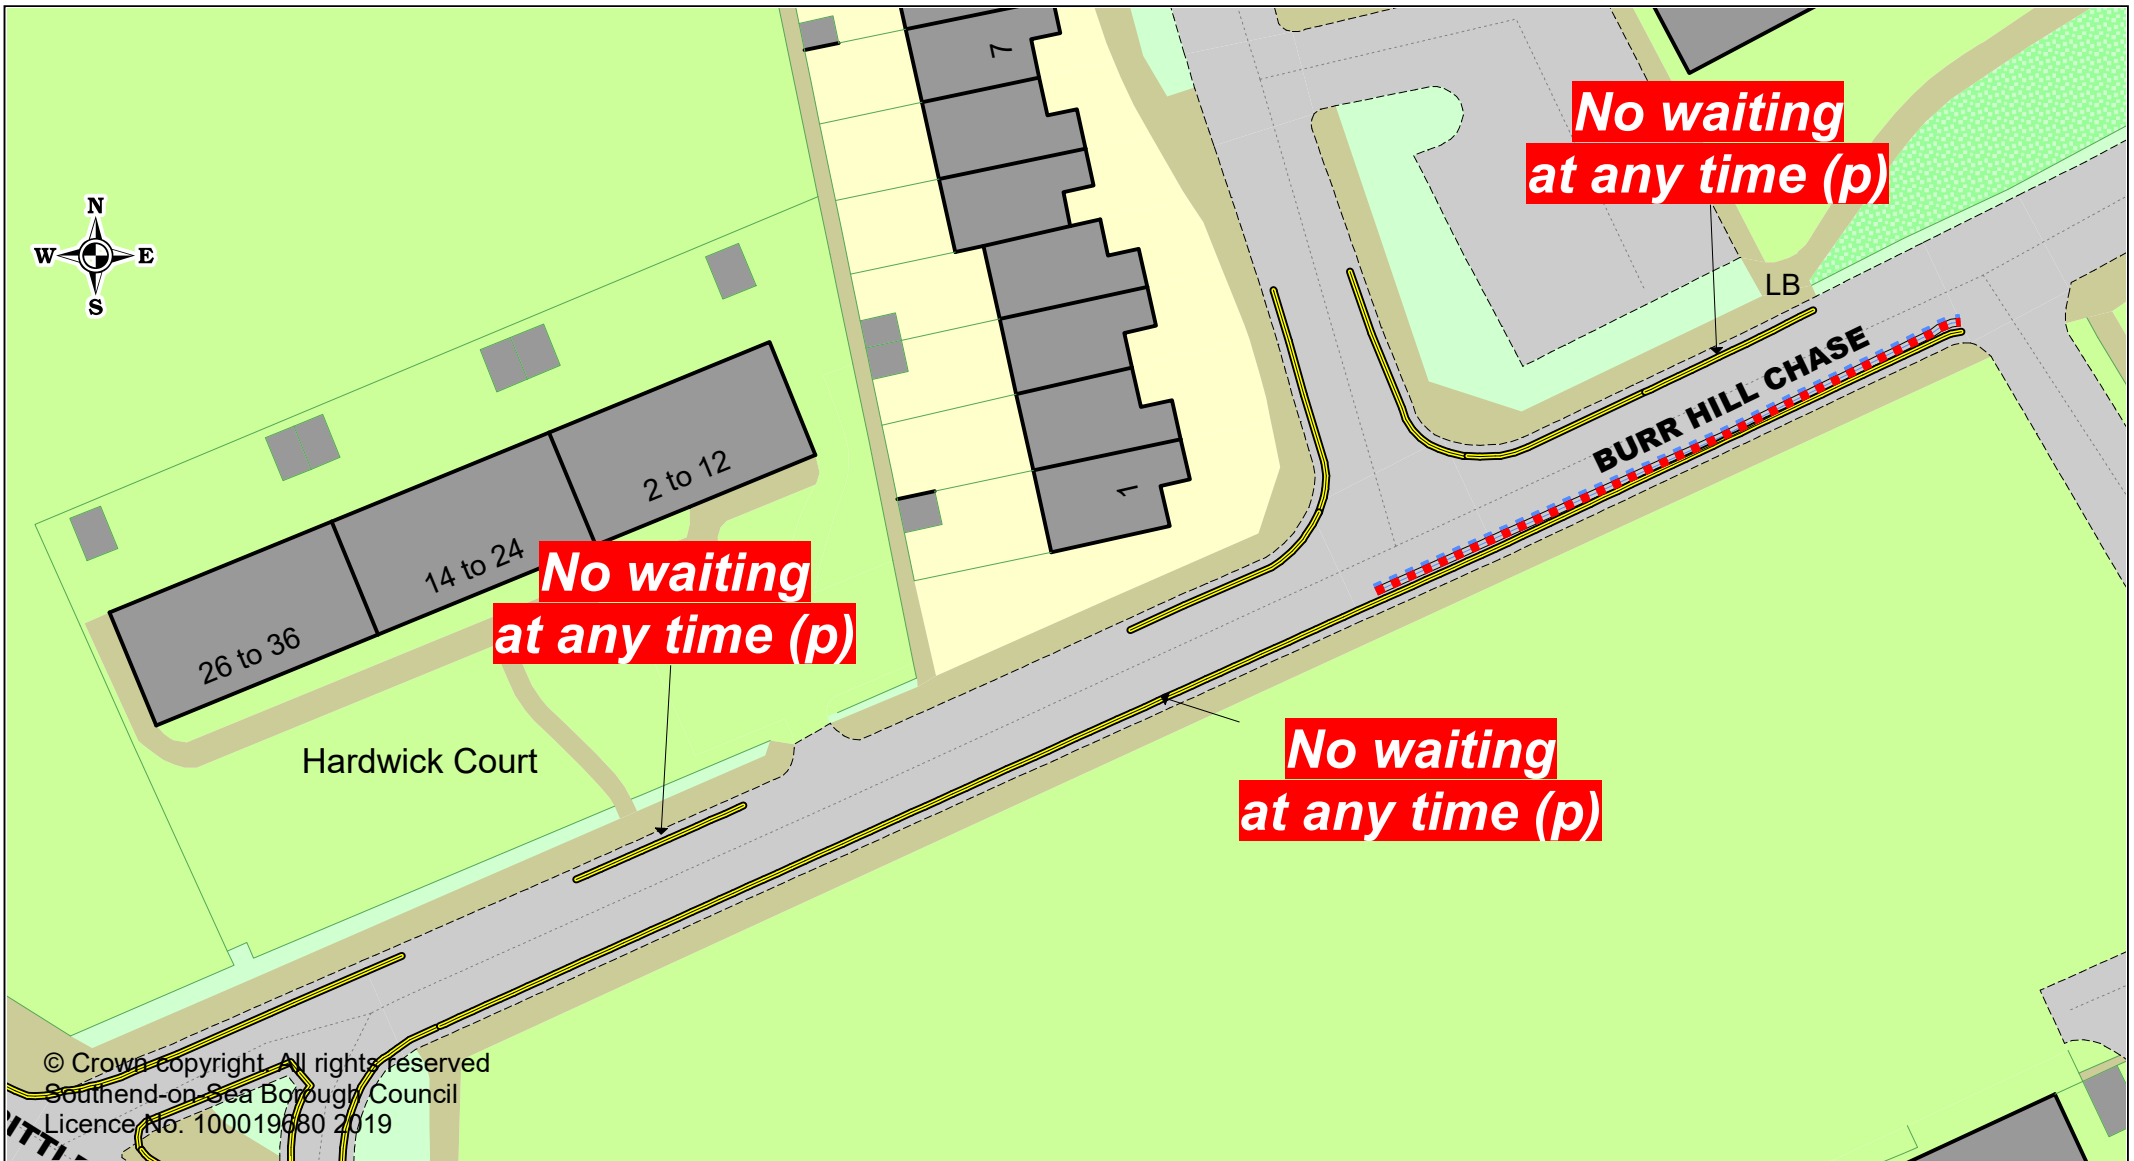 7
No waiting
at any time (p)
N
W E
S
LB
BURR HILL CHASE
2 to 12
1
14 to 24
No waiting
at any time (p)
26 to 36
No waiting
at any time (p)
Hardwick Court
© Crown copyright. All rights reserved
Southend-on-Sea Borough Council
Licence No. 100019680 2019